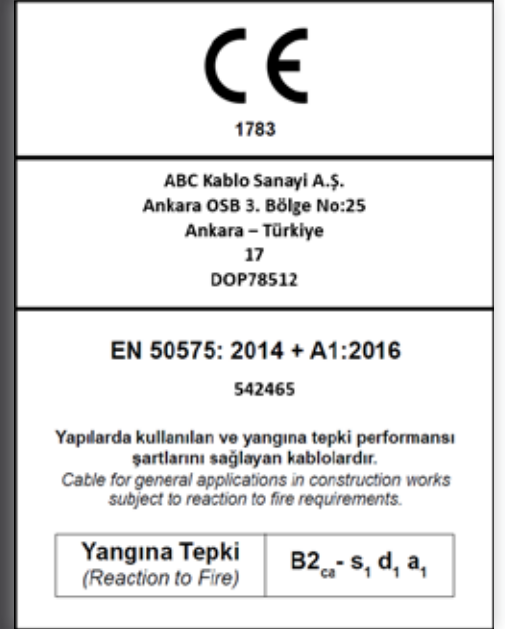 CE
1783
ABC Kablo Sanayi A.Ş.
Ankara OSB 3. Bölge No:25
Ankara – Türkiye
17
DOP78512
EN 50575: 2014 + A1:2016
542465
Yapılarda kullanılan ve yangına tepki performansı
şartlarını sağlayan kablolardır.
Cable for general applications in construction works
subject to reaction to fire requirements.
Yangına Tepki
(Reaction to Fire)
B2ca- s1 d1 a1